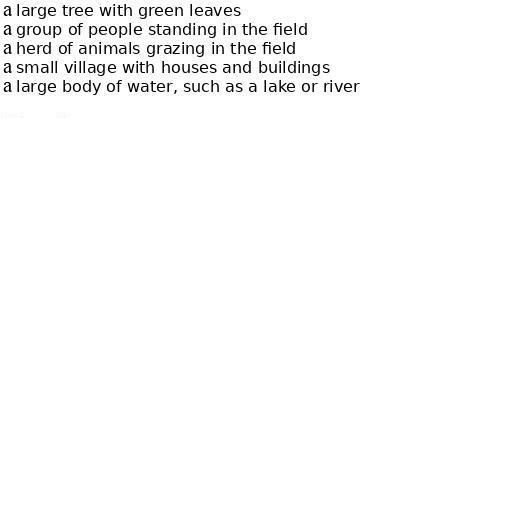 a large tree with green leaves
a group of people standing in the field
a herd of animals grazing in the field
a small village with houses and buildings
a large body of water, such as a lake or river